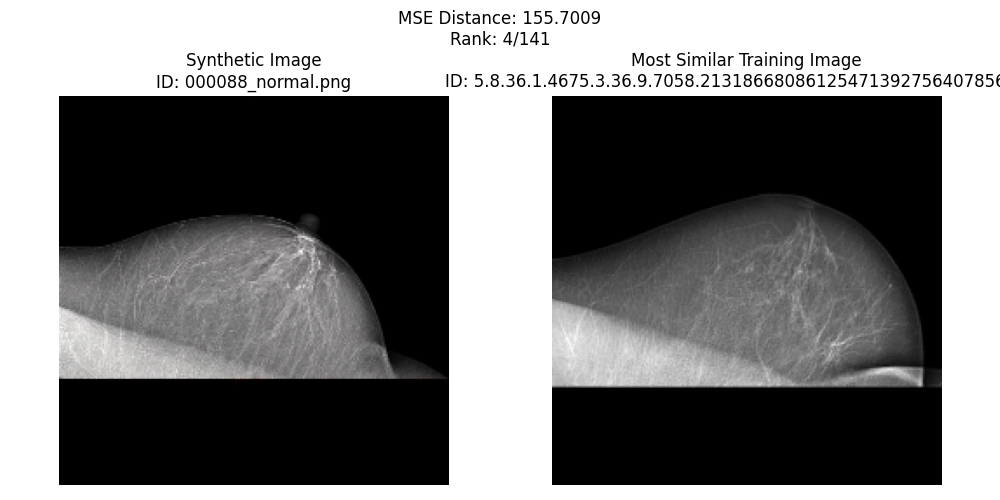 MSE Distance: 155.7009
Rank: 4/141
Synthetic Image
ID: 000088_normal.png
Most Similar Training Image
ID: 5.8.36.1.4675.3.36.9.7058.21318668086125471392756407856